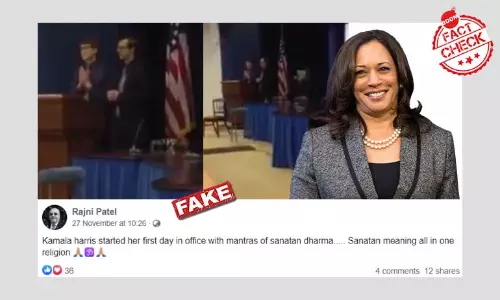 BOOM
FACT
CHECK
FAKE
Rajni Patel
27 November at 10:26 ·
Kamala harris started her first day in office with mantras of sanatan dharma..... Sanatan meaning all in one
religion 🙏🕉🙏
36
4 comments 12 shares